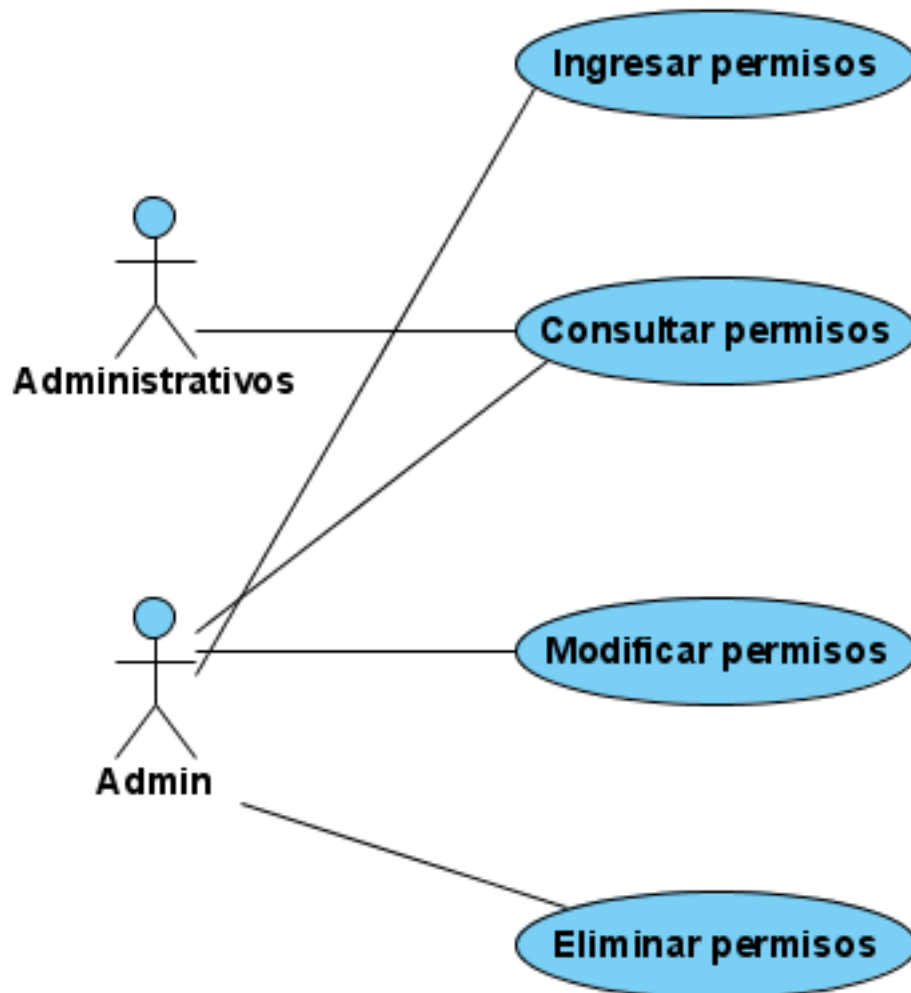 Ingresar permisos
Consultar permisos
Administrativos
Modificar permisos
Admin
Eliminar permisos